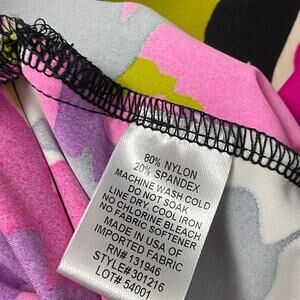 80% NYLON
20% SPANDEX
MACHINE WASH COLD
DO NOT SOAK
LINE DRY, COOL IRON
NO CHLORINE BLEACH
NO FABRIC SOFTENER
MADE IN USA OF
IMPORTED FABRIC
RN# 131946
STYLE#301216
LOT# 54001